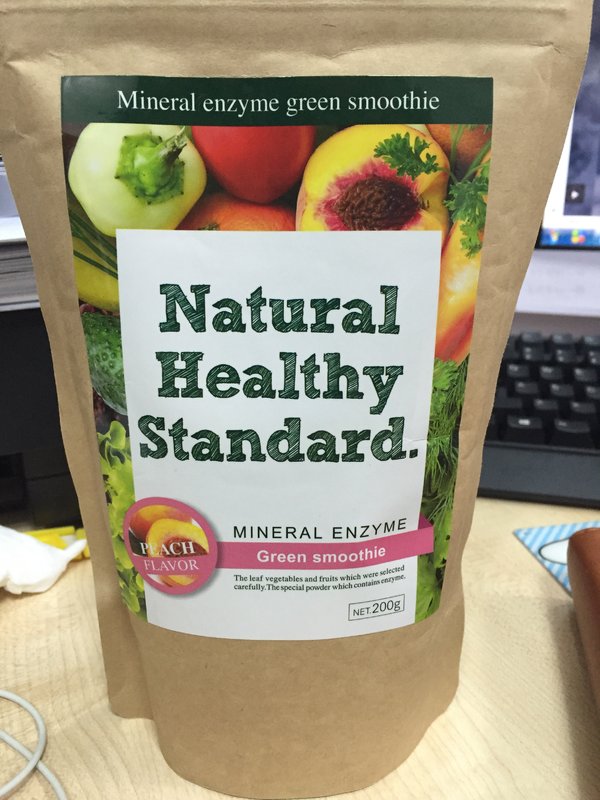 Mineral enzyme green smoothie
Natural
Healthy
Standard.
PEACH
FLAVOR
MINERAL ENZYME
Green smoothie
The leaf vegetables and fruits which were selected
carefully. The special powder which contains enzyme.
NET.200g